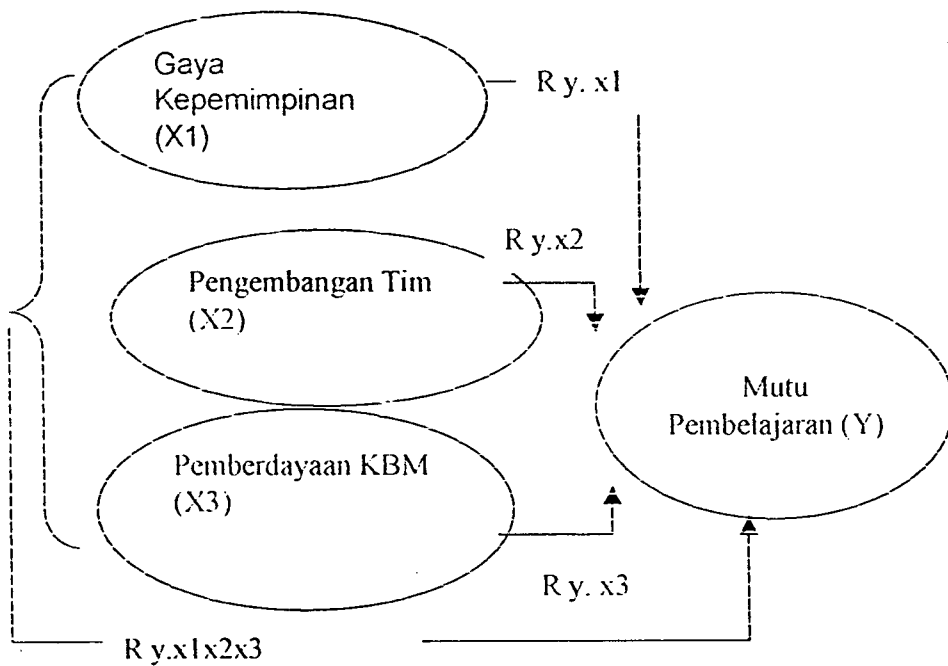 Gaya
Kepemimpinan
(X1)
R y. x1
R y.x2
Pengembangan Tim
(X2)
Mutu
Pembelajaran (Y)
Pemberdayaan KBM
(X3)
R y. x3
R y.x1x2x3